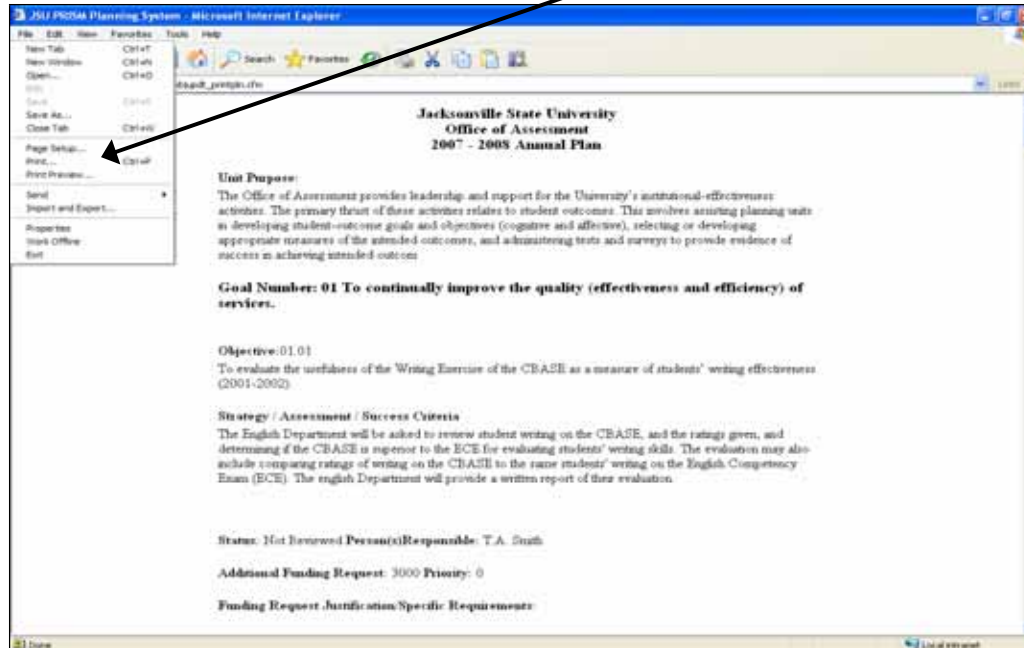 JSU PRISM Planning System - Microsoft Internet Explorer
File Edit View Favorites Tools Help
New Tab Ctrl+T
New Window Ctrl+N
Open... Ctrl+O
Edit
Save Ctrl+S
Save As...
Close Tab Ctrl+W
Page Setup...
Print... Ctrl+P
Print Preview...
Send
Import and Export...
Properties
Work Offline
Exit
Search Favorites
Jacksonville State University
Office of Assessment
2007 - 2008 Annual Plan
Unit Purpose:
The Office of Assessment provides leadership and support for the University's institutional-effectiveness
activities. The primary thrust of these activities relates to student outcomes. This involves assisting planning units
in developing student-outcome goals and objectives (cognitive and affective), selecting or developing
appropriate measures of the intended outcomes, and administering tests and surveys to provide evidence of
success in achieving intended outcom
Goal Number: 01 To continually improve the quality (effectiveness and efficiency) of
services.
Objective:01.01
To evaluate the usefulness of the Writing Exercise of the CBASE as a measure of students' writing effectiveness
(2001-2002)
Strategy / Assessment / Success Criteria
The English Department will be asked to review student writing on the CBASE, and the ratings given, and
determining if the CBASE is superior to the ECE for evaluating students' writing skills. The evaluation may also
include comparing ratings of writing on the CBASE to the same students' writing on the English Competency
Exam (ECE). The english Department will provide a written report of their evaluation
Status: Not Reviewed Person(s)Responsible: T.A. Smith
Additional Funding Request: 3000 Priority: 0
Funding Request Justification/Specific Requirements:
Done
Local intranet